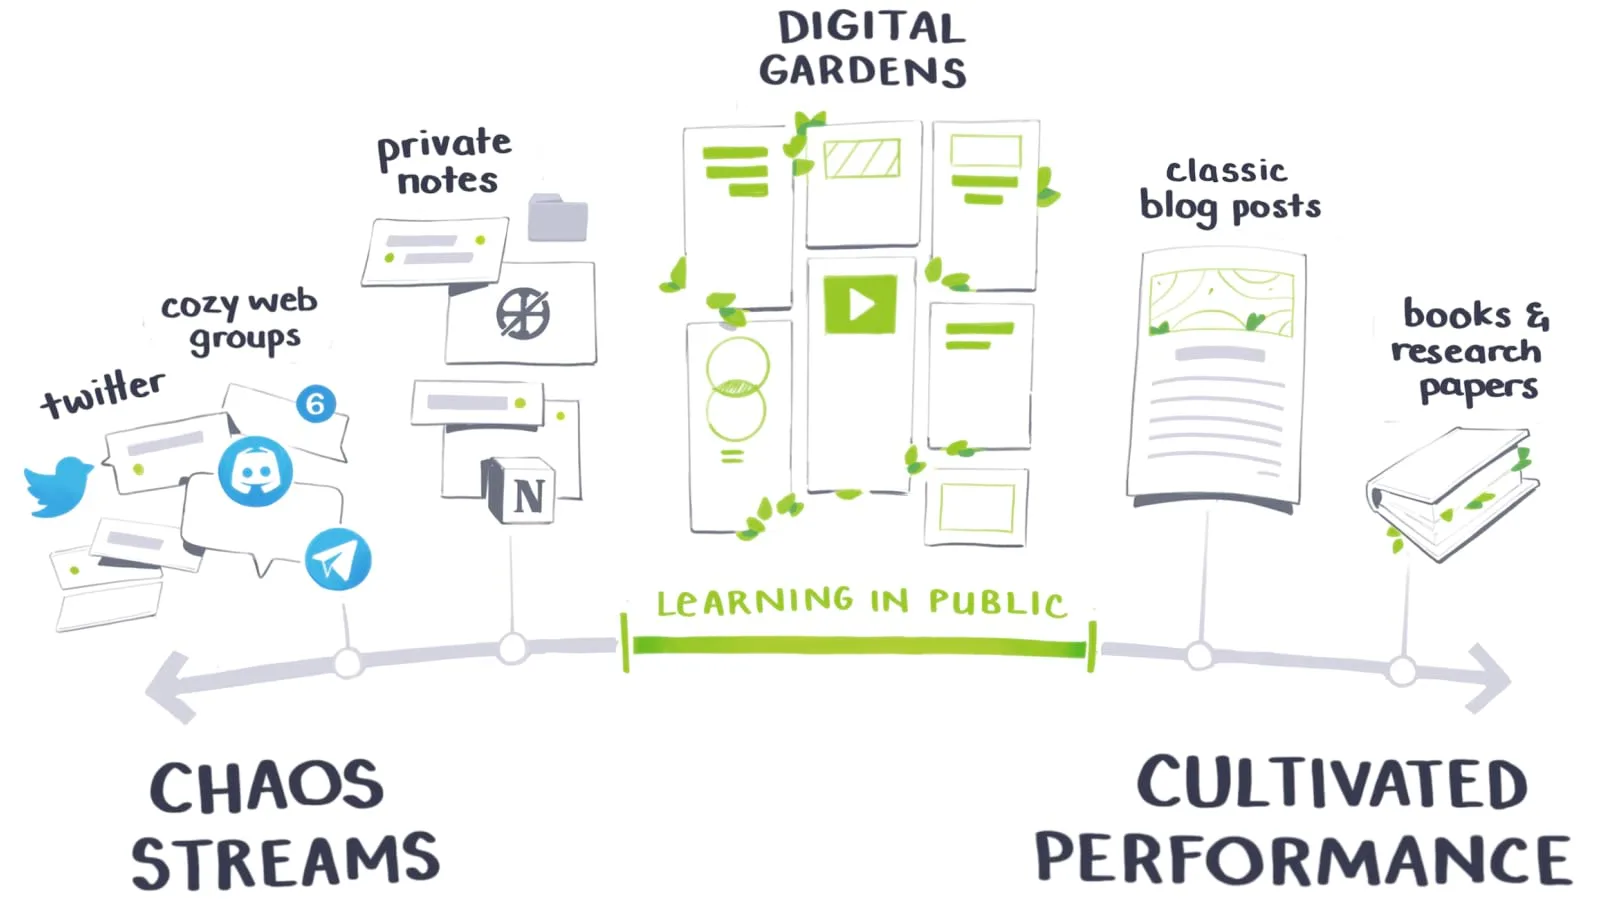 DIGITAL
GARDENS
private
notes
classic
blog posts
cozy web
groups
books &
research
papers
twitter
6
N
LEARNING IN PUBLIC
CHAOS
STREAMS
CULTIVATED
PERFORMANCE